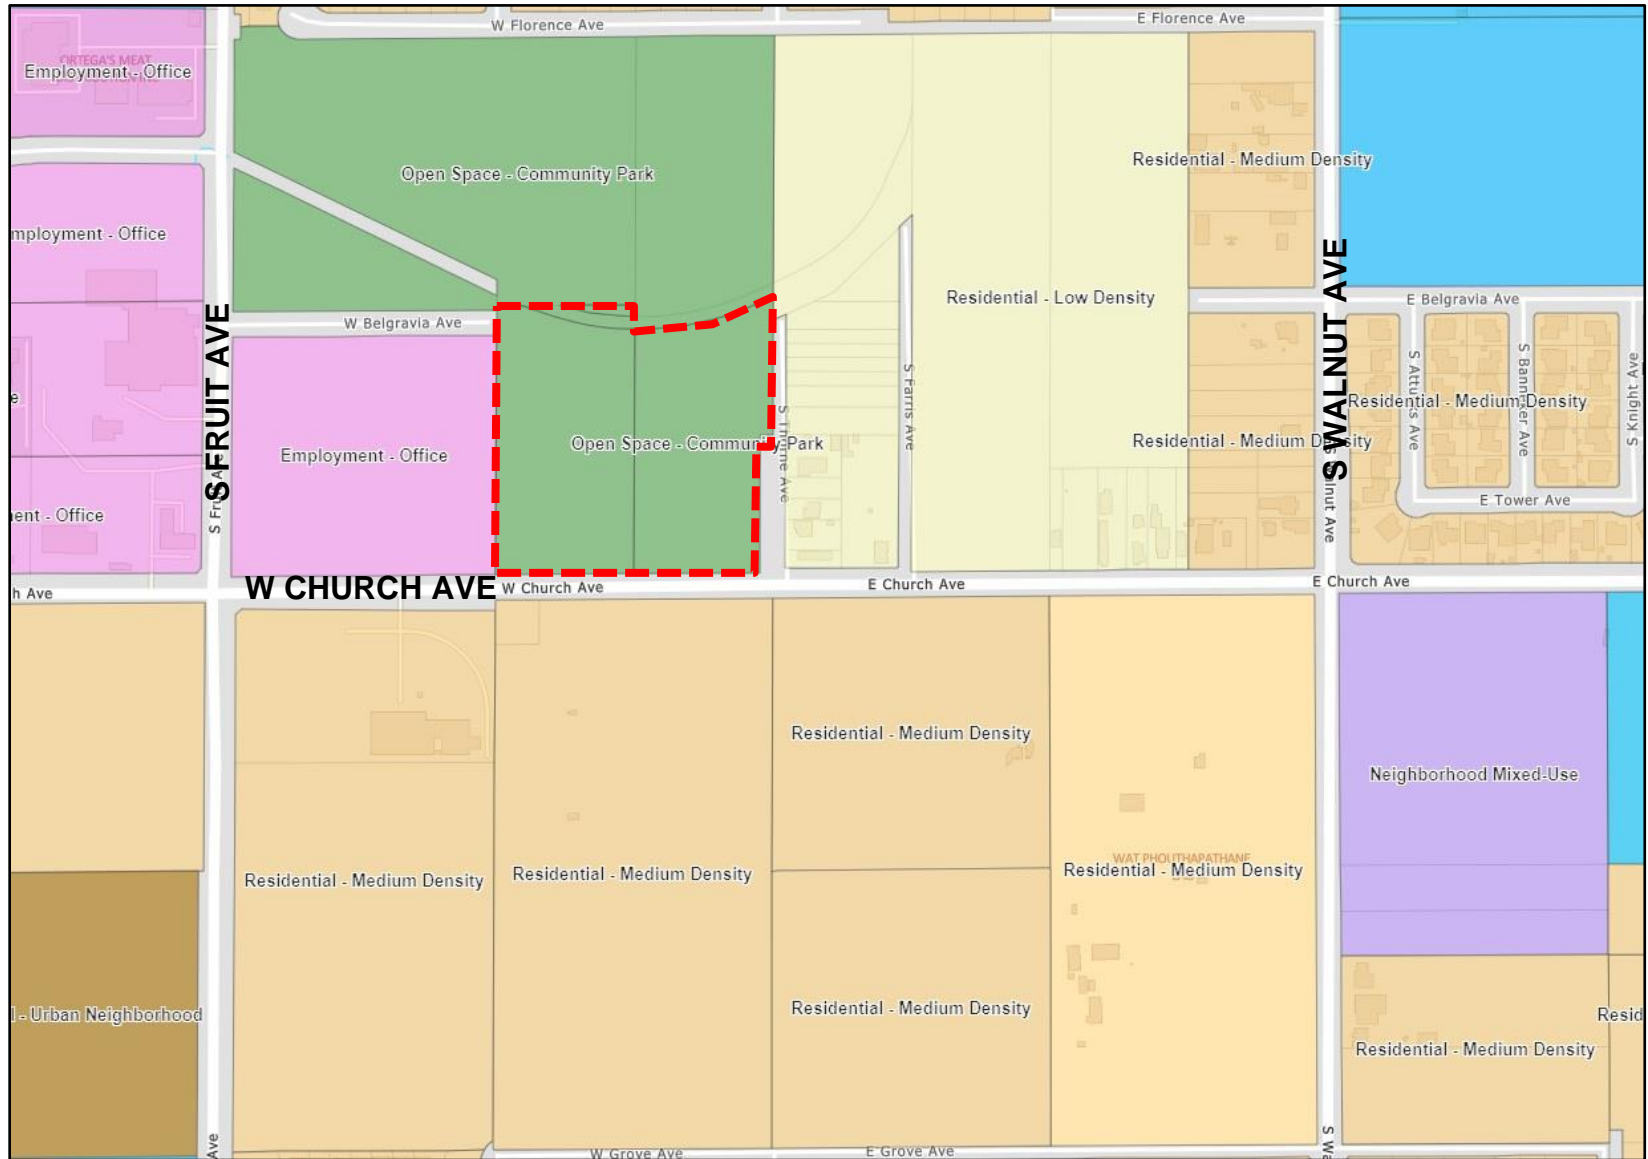 W Florence Ave
E Florence Ave
ORTEGA'S MEAT
Employment - Office
Open Space - Community Park
Residential - Medium Density
mployment - Office
Residential - Low Density
E Belgravia Ave
W Belgravia Ave
S FRUIT AVE
S WALNUT AVE
S Attucks Ave
S Banneker Ave
S Knight Ave
S Farris Ave
e
Residential - Medium Density
Employment - Office
Open Space - Community Park
Residential - Medium Density
E Tower Ave
ent - Office
h Ave
W CHURCH AVE
W Church Ave
E Church Ave
E Church Ave
Residential - Medium Density
Neighborhood Mixed-Use
WAT PHOUTHAPATHANE
Residential - Medium Density
Residential - Medium Density
Residential - Medium Density
l - Urban Neighborhood
Residential - Medium Density
Resid
Residential - Medium Density
Ave
W Grove Ave
E Grove Ave
S Wa